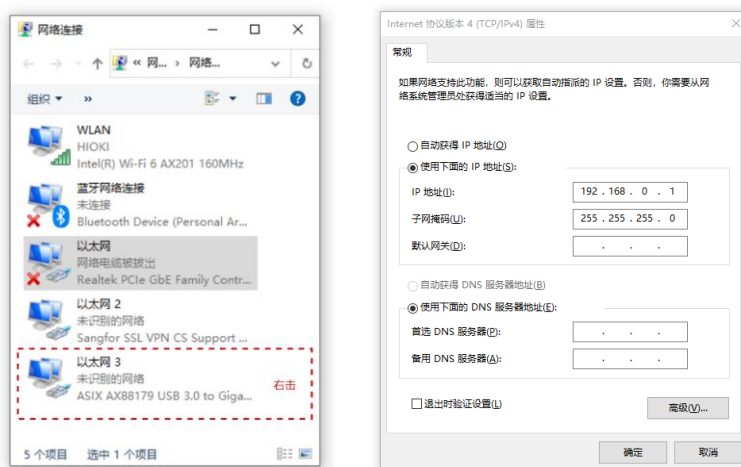 网络连接
« 网... › 网络...
组织 »
WLAN
HIOKI
Intel(R) Wi-Fi 6 AX201 160MHz
蓝牙网络连接
未连接
Bluetooth Device (Personal Ar...
以太网
网络电缆被拔出
Realtek PCIe GbE Family Contr...
以太网 2
未识别的网络
Sangfor SSL VPN CS Support ...
以太网 3
未识别的网络
ASIX AX88179 USB 3.0 to Giga...
右击
5 个项目 选中 1 个项目
Internet 协议版本 4 (TCP/IPv4) 属性
常规
如果网络支持此功能，则可以获取自动指派的 IP 设置。否则，你需要从网
络系统管理员处获得适当的 IP 设置。
自动获得 IP 地址(O)
使用下面的 IP 地址(S):
IP 地址(I): 192 . 168 . 0 . 1
子网掩码(U): 255 . 255 . 255 . 0
默认网关(D): . . .
自动获得 DNS 服务器地址(B)
使用下面的 DNS 服务器地址(E):
首选 DNS 服务器(P): . . .
备用 DNS 服务器(A): . . .
退出时验证设置(L)
高级(V)...
确定 取消